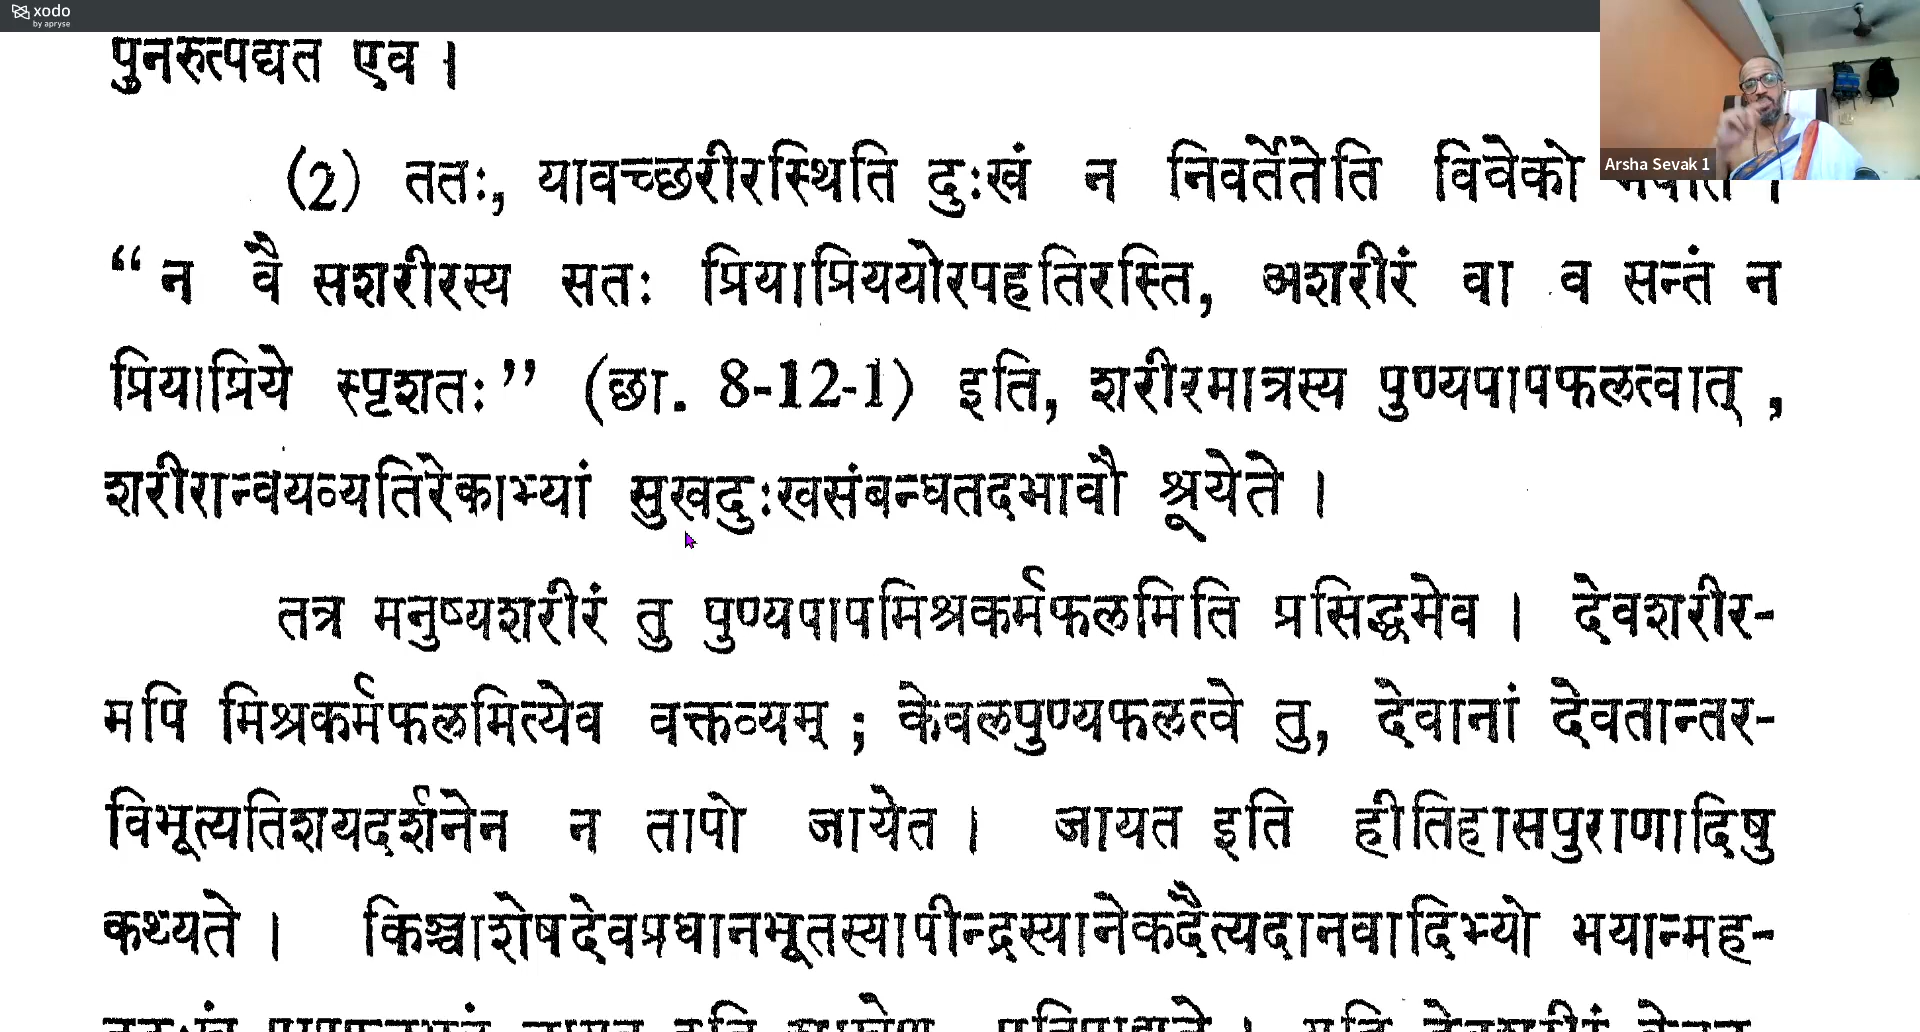 xodo
by apryse
पुनरुत्पद्यत एव ।
Arsha Sevak 1
(2) ततः, यावच्छरीरस्थिति दुःखं न निवर्तेतेति विवेको
“ न वै सशरीरस्य सतः प्रियाप्रिययोरपहतिरस्ति, अशरीरं वा व सन्तं न
प्रियाप्रिये स्पृशतः” (छा. 8-12-1) इति, शरीरमात्रस्य पुण्यपापफलत्वात्,
शरीरान्वयव्यतिरेकाभ्यां सुखदुःखसंबन्धतदभावौ श्रूयेते ।
तत्र मनुष्यशरीरं तु पुण्यपापमिश्रकर्मफलमिति प्रसिद्धमेव । देवशरीर-
मपि मिश्रकर्मफलमित्येव वक्तव्यम् ; केवलपुण्यफलत्वे तु, देवानां देवतान्तर-
विभूत्यतिशयदर्शनेन न तापो जायेत । जायत इति हीतिहासपुराणादिषु
कथ्यते । किञ्चाशेषदेवप्रधानभूतस्यापीन्द्रस्यानेकदैत्यदानवादिभ्यो भयान्मह-